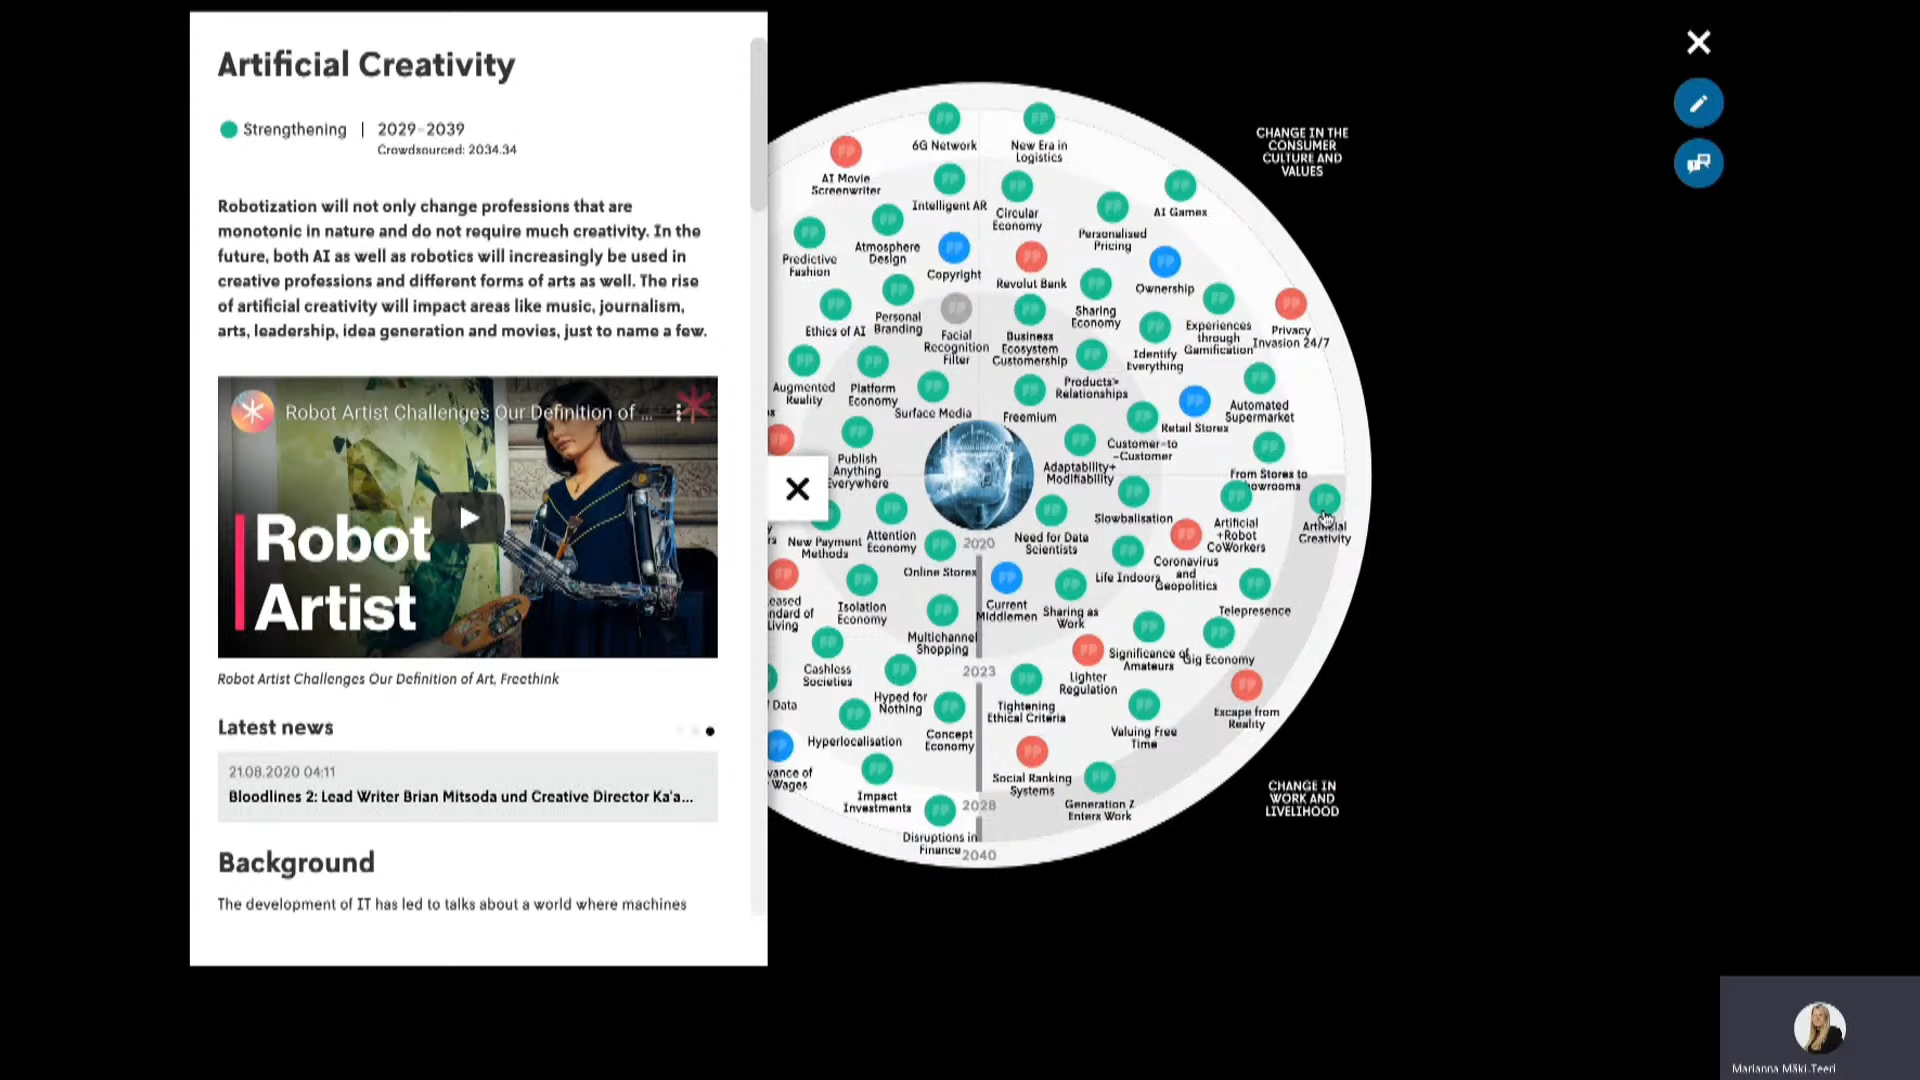 Artificial Creativity
Strengthening | 2029-2039
Crowdsourced: 2034.34
Robotization will not only change professions that are
monotonic in nature and do not require much creativity. In the
future, both AI as well as robotics will increasingly be used in
creative professions and different forms of arts as well. The rise
of artificial creativity will impact areas like music, journalism,
arts, leadership, idea generation and movies, just to name a few.
Robot Artist Challenges Our Definition of ...
Robot
Artist
Robot Artist Challenges Our Definition of Art, Freethink
Latest news
21.08.2020 04:11
Bloodlines 2: Lead Writer Brian Mitsoda und Creative Director Ka'a...
Background
The development of IT has led to talks about a world where machines
6G Network
New Era in
Logistics
AI Movie
Screenwriter
Intelligent AR
Circular
Economy
AI Games
Personalised
Pricing
Atmosphere
Design
Predictive
Fashion
Copyright
Revolut Bank
Ownership
Sharing
Economy
Personal
Branding
Ethics of AI
Facial
Recognition
Filter
Business
Ecosystem
Customership
Identify
Everything
Experiences
through
Gamification
Privacy
Invasion 24/7
Augmented
Reality
Platform
Economy
Surface Media
Freemium
Products>
Relationships
Retail Stores
Automated
Supermarket
Publish
Anything
Everywhere
Adaptability+
Modifiability
Customer-to
-Customer
From Stores to
howrooms
New Payment
Methods
Attention
Economy
Online Stores
2020
Need for Data
Scientists
Slowbalisation
Artificial
+Robot
CoWorkers
Artificial
Creativity
Coronavirus
and
Geopolitics
Life Indoors
Telepresence
eased
ndard of
Living
Isolation
Economy
Multichannel
Shopping
Current
Middlemen
Sharing as
Work
Significance of
Amateurs
Gig Economy
Cashless
Societies
2023
Lighter
Regulation
Data
Hyped for
Nothing
Tightening
Ethical Criteria
Escape from
Reality
Hyperlocalisation
Concept
Economy
Valuing Free
Time
vance of
Wages
Impact
Investments
Social Ranking
Systems
Generation Z
Enters Work
2028
Disruptions in
Finance
2040
CHANGE IN THE
CONSUMER
CULTURE AND
VALUES
CHANGE IN
WORK AND
LIVELIHOOD
Marianna Mäki-Teeri